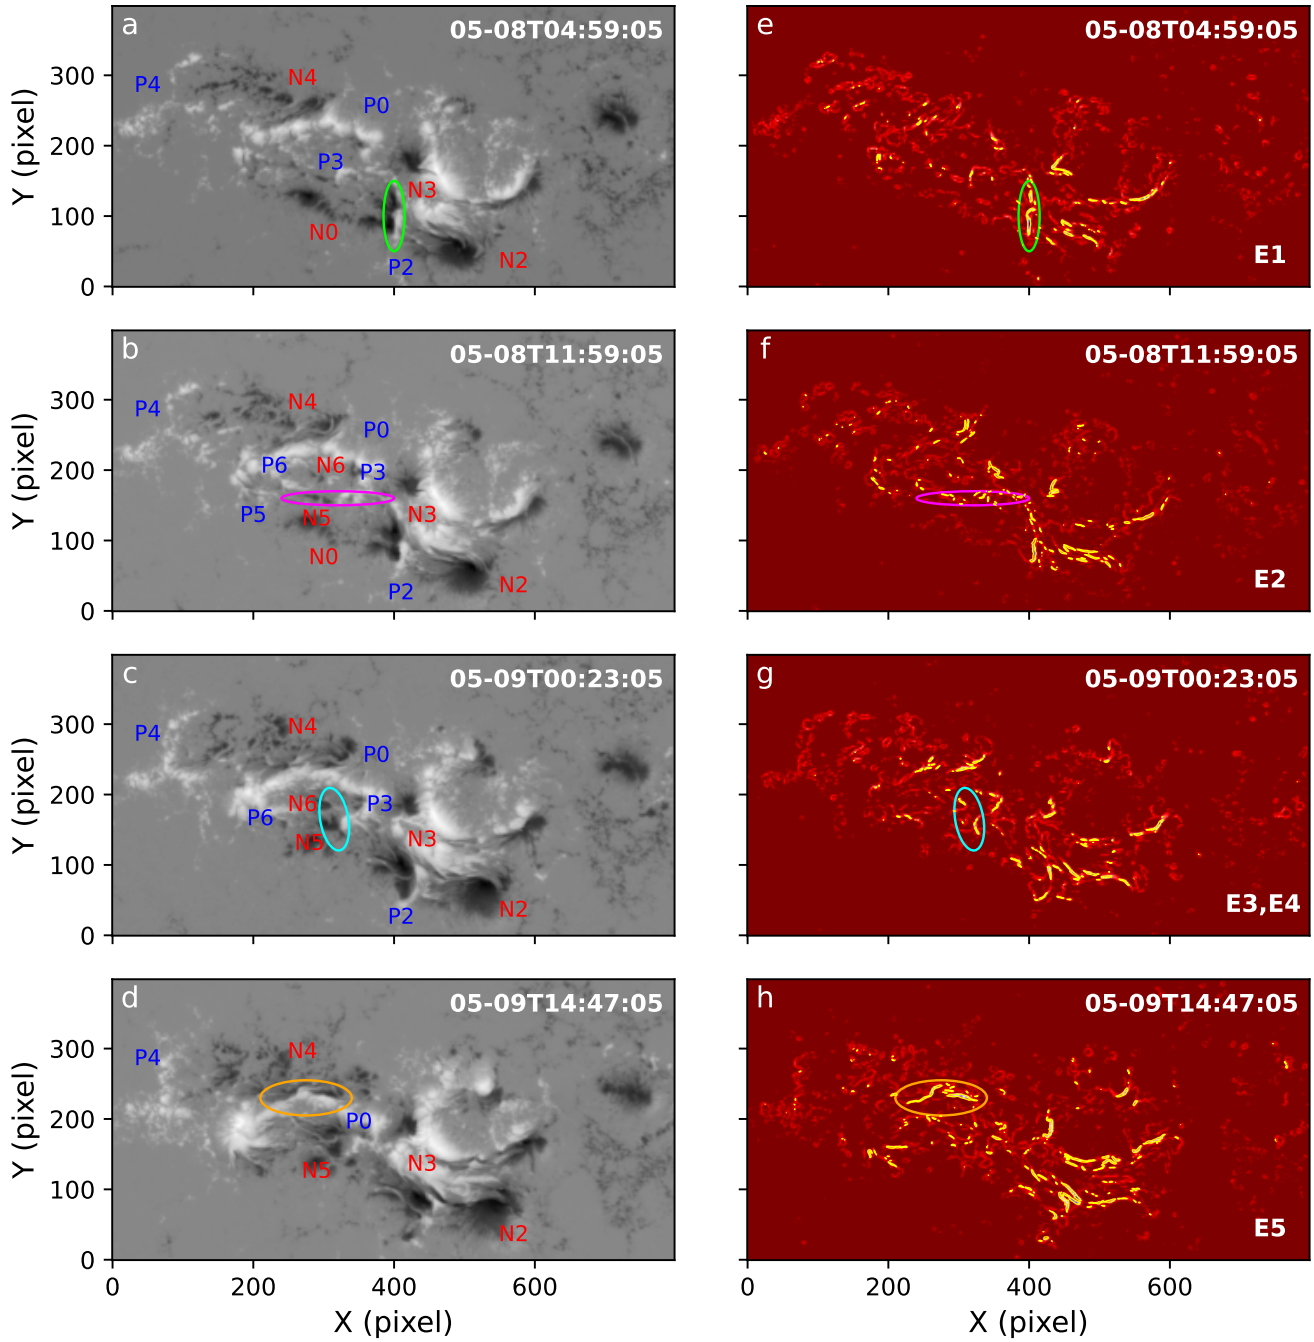 a
05-08T04:59:05
P4
N4
P0
P3
N3
N0
P2
N2
Y (pixel)
300
200
100
0
e
05-08T04:59:05
E1
b
05-08T11:59:05
P4
N4
P0
P6
N6
P3
P5
N5
N3
N0
P2
N2
Y (pixel)
300
200
100
0
f
05-08T11:59:05
E2
c
05-09T00:23:05
P4
N4
P0
N6
P3
P6
N5
N3
P2
N2
Y (pixel)
300
200
100
0
g
05-09T00:23:05
E3,E4
d
05-09T14:47:05
P4
N4
P0
N5
N3
N2
Y (pixel)
300
200
100
0
0 200 400 600
X (pixel)
h
05-09T14:47:05
E5
0 200 400 600
X (pixel)